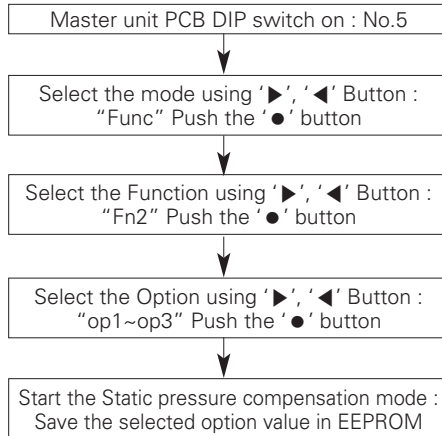 Master unit PCB DIP switch on : No.5
Select the mode using ‘▶’, ‘◀’ Button :
“Func” Push the ‘●’ button
Select the Function using ‘▶’, ‘◀’ Button :
“Fn2” Push the ‘●’ button
Select the Option using ‘▶’, ‘◀’ Button :
“op1~op3” Push the ‘●’ button
Start the Static pressure compensation mode :
Save the selected option value in EEPROM